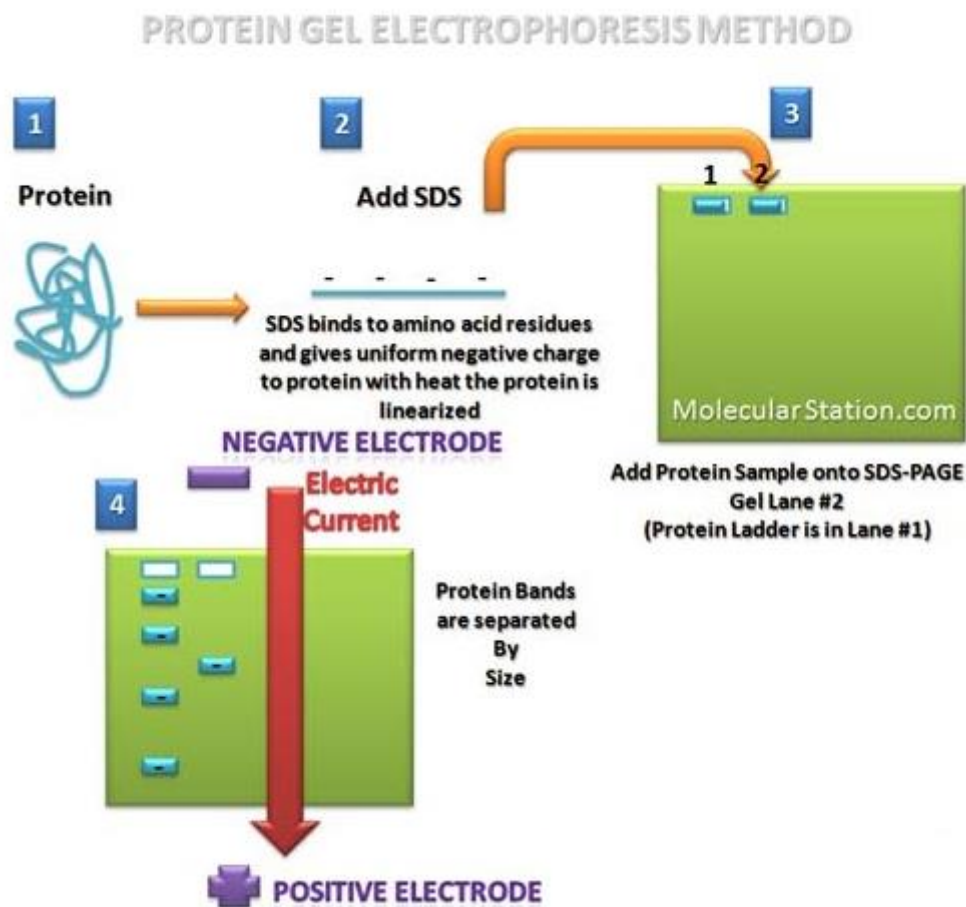 PROTEIN GEL ELECTROPHORESIS METHOD
1
Protein
2
Add SDS
- - - -
SDS binds to amino acid residues
and gives uniform negative charge
to protein with heat the protein is
linearized
3
1 2
MolecularStation.com
Add Protein Sample onto SDS-PAGE
Gel Lane #2
(Protein Ladder is in Lane #1)
NEGATIVE ELECTRODE
4
Electric
Current
Protein Bands
are separated
By
Size
POSITIVE ELECTRODE